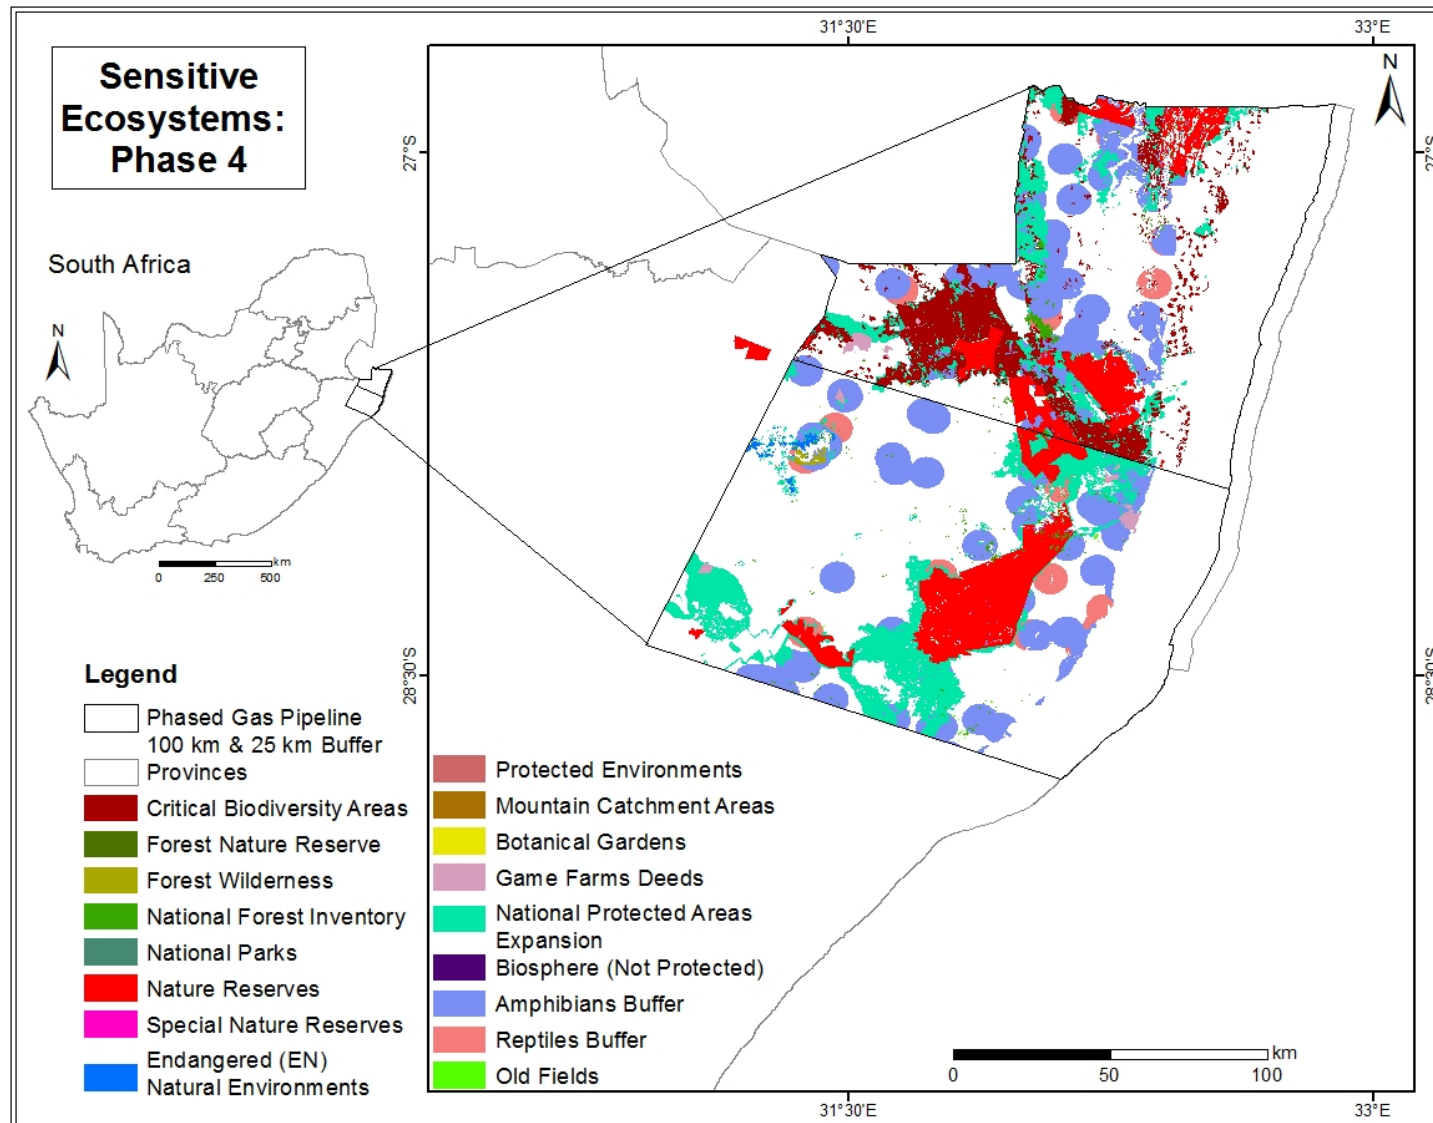 Sensitive
Ecosystems:
Phase 4
South Africa
N
km
0 250 500
Legend
Phased Gas Pipeline
100 km & 25 km Buffer
Provinces
Critical Biodiversity Areas
Forest Nature Reserve
Forest Wilderness
National Forest Inventory
National Parks
Nature Reserves
Special Nature Reserves
Endangered (EN)
Natural Environments
Protected Environments
Mountain Catchment Areas
Botanical Gardens
Game Farms Deeds
National Protected Areas
Expansion
Biosphere (Not Protected)
Amphibians Buffer
Reptiles Buffer
Old Fields
31°30'E 33°E
N
27°S 27°S
28°30'S 28°30'S
km
0 50 100
31°30'E 33°E